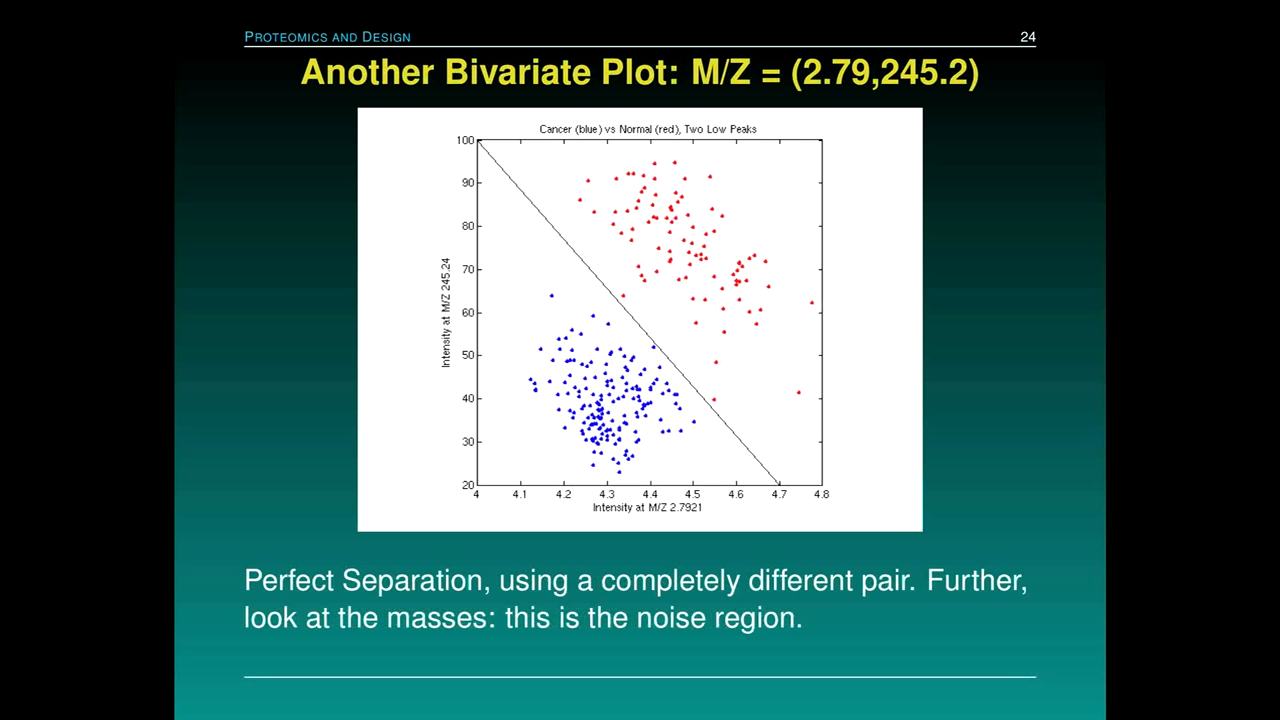 PROTEOMICS AND DESIGN 24
Another Bivariate Plot: M/Z = (2.79,245.2)
Cancer (blue) vs Normal (red), Two Low Peaks
100
90
80
70
60
50
40
30
20
Intensity at M/Z 245.24
4 4.1 4.2 4.3 4.4 4.5 4.6 4.7 4.8
Intensity at M/Z 2.7921
Perfect Separation, using a completely different pair. Further,
look at the masses: this is the noise region.